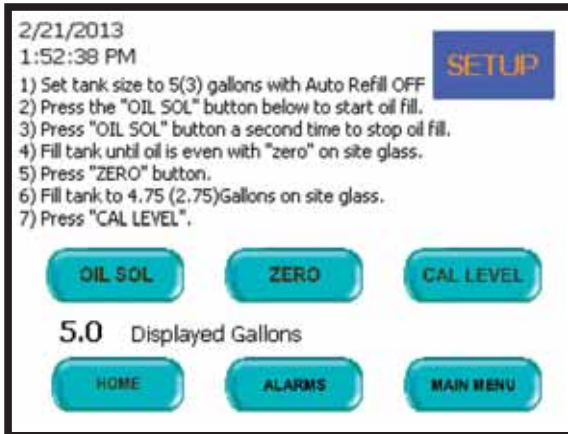 2/21/2013
1:52:38 PM
SETUP
1) Set tank size to 5(3) gallons with Auto Refill OFF
2) Press the "OIL SOL" button below to start oil fill.
3) Press "OIL SOL" button a second time to stop oil fill.
4) Fill tank until oil is even with "zero" on site glass.
5) Press "ZERO" button.
6) Fill tank to 4.75 (2.75)Gallons on site glass.
7) Press "CAL LEVEL".
OIL SOL ZERO CAL LEVEL
5.0 Displayed Gallons
HOME ALARMS MAIN MENU